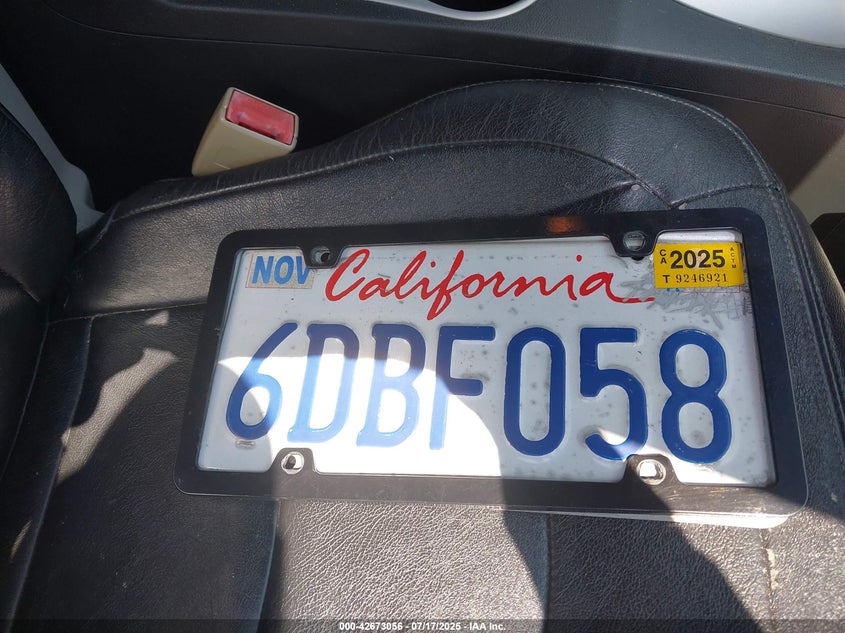 NOV California CA 2025 ACTM
T 9246921
6DBF058
000-42673056 / 07/17/2025 / IAA Inc.